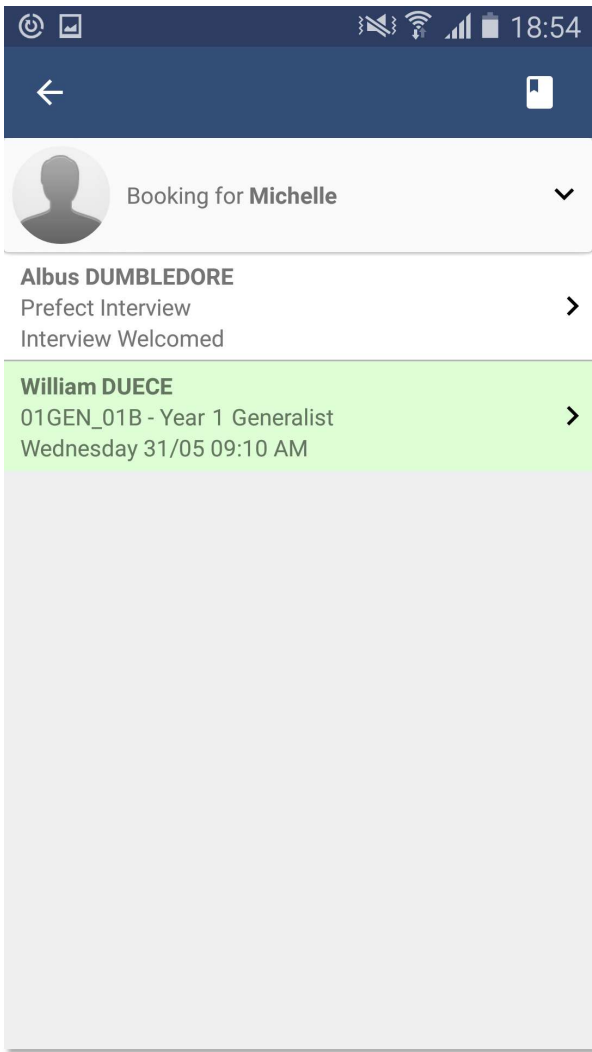 18:54
Booking for Michelle
Albus DUMBLEDORE
Prefect Interview
Interview Welcomed
William DUECE
01GEN_01B - Year 1 Generalist
Wednesday 31/05 09:10 AM